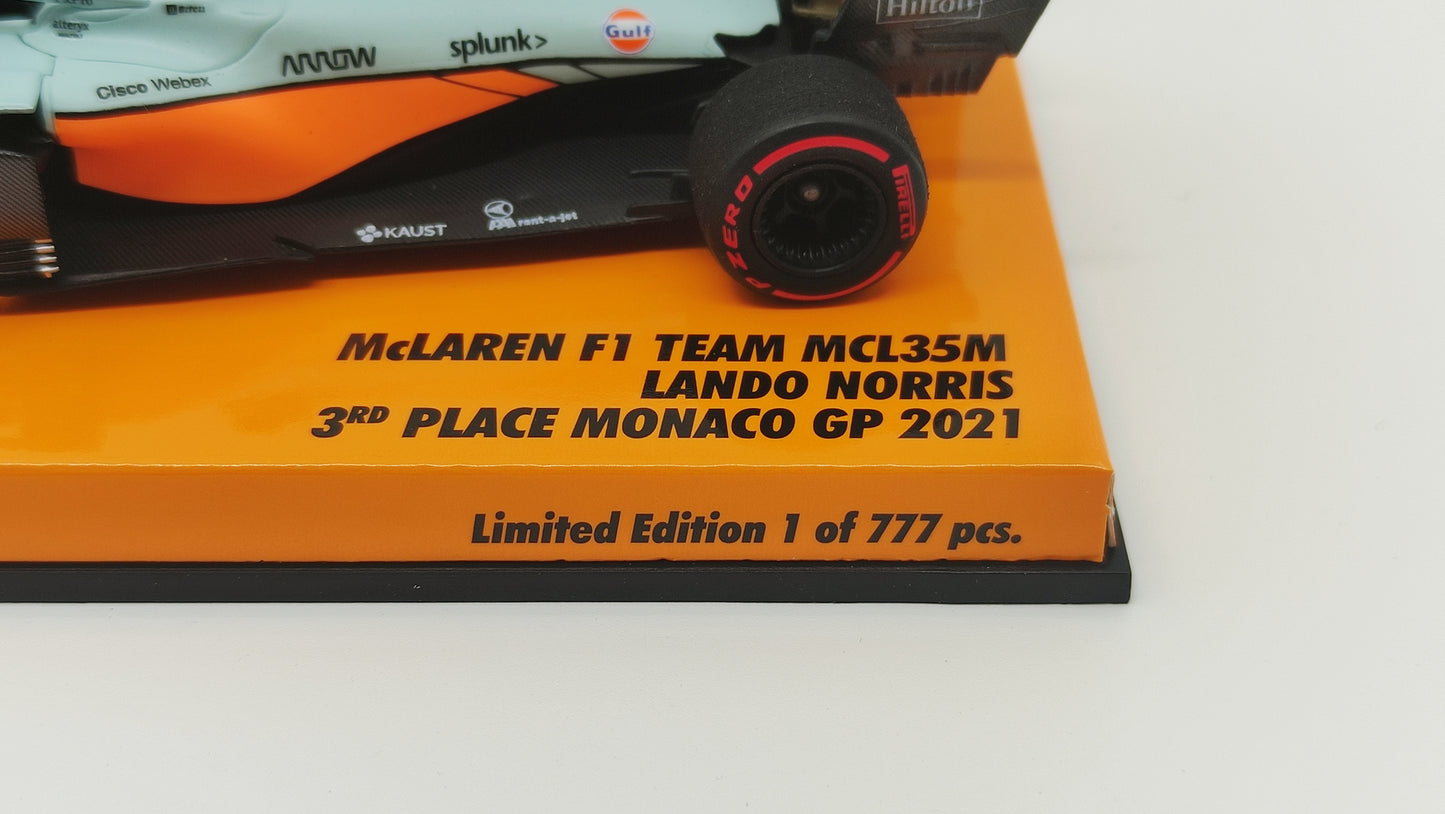 Hilton
Gulf
splunk>
ARROW
Cisco Webex
alteryx
PIRELLI
P ZERO
KAUST
rent-a-jet
McLAREN F1 TEAM MCL35M
LANDO NORRIS
3RD PLACE MONACO GP 2021
Limited Edition 1 of 777 pcs.